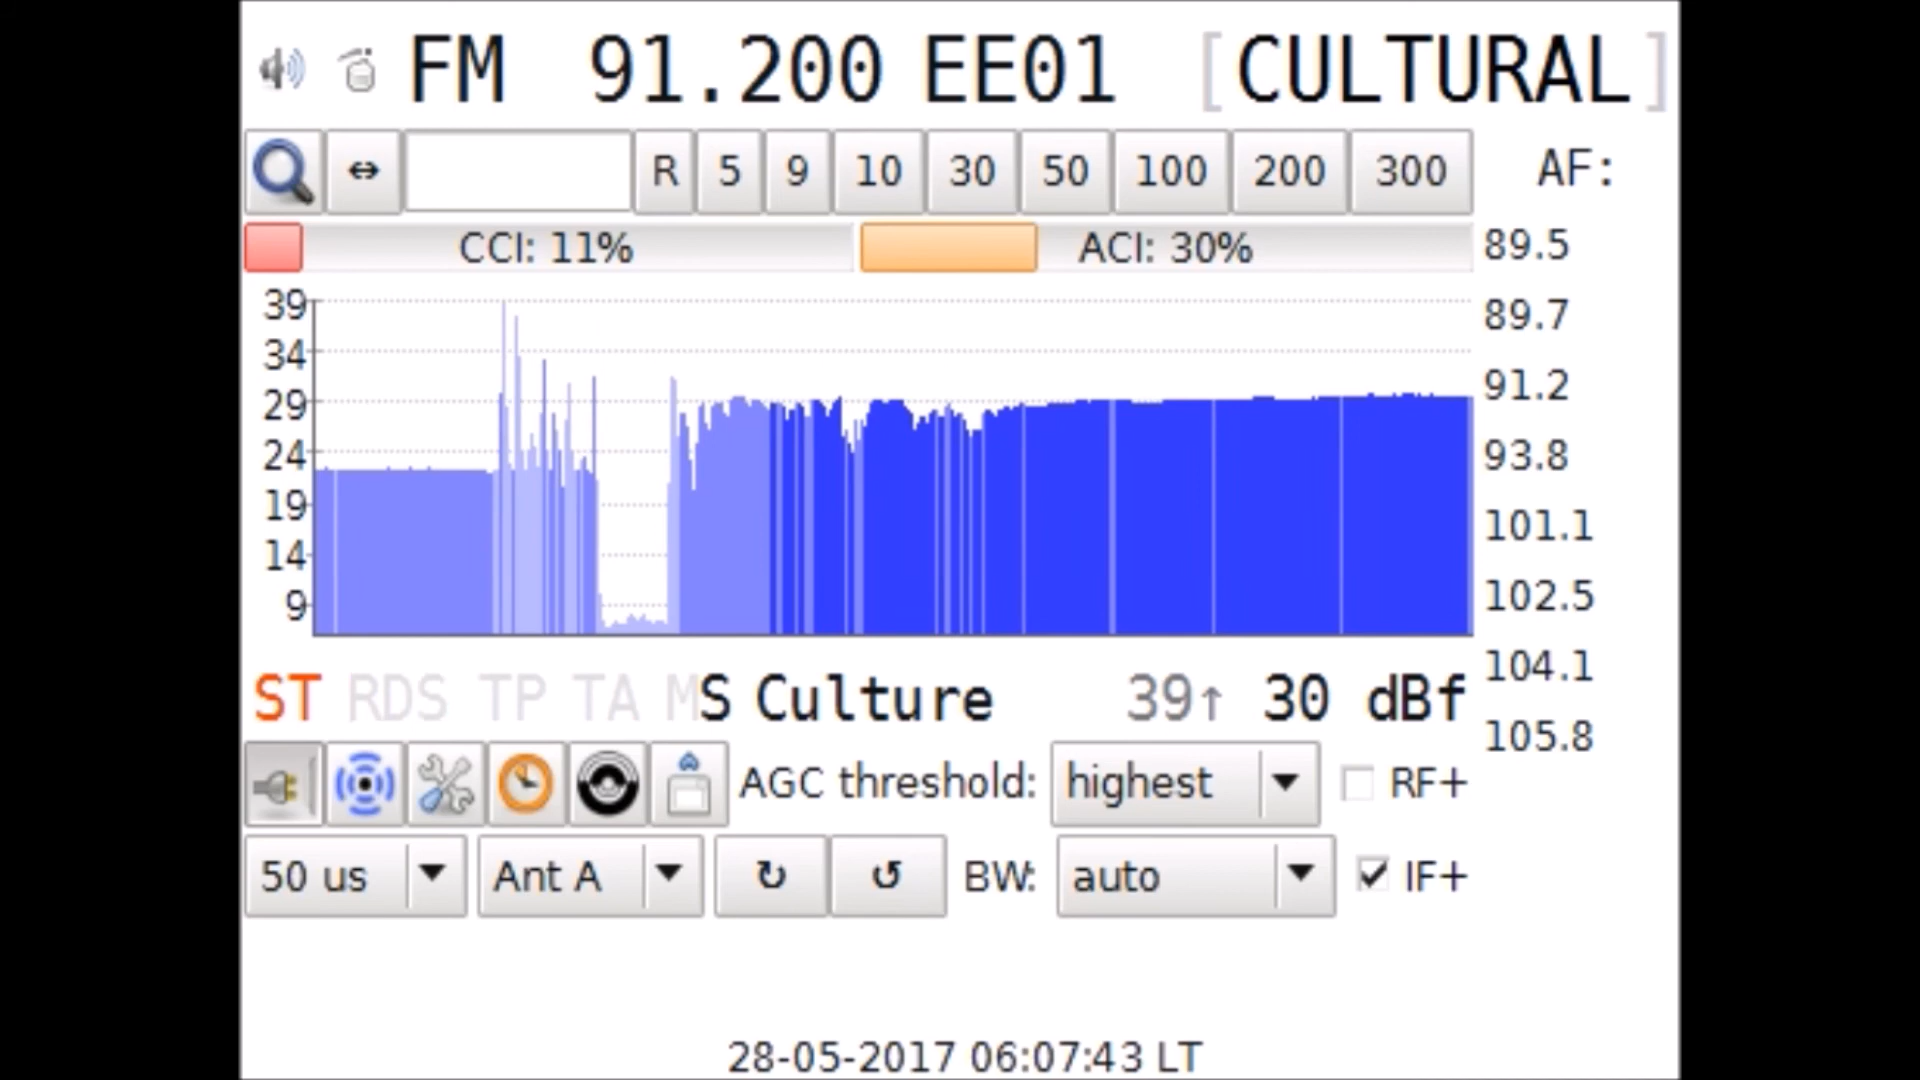 FM 91.200 EE01 [CULTURAL]
↔ R 5 9 10 30 50 100 200 300 AF:
CCI: 11% ACI: 30%
89.5
89.7
91.2
93.8
101.1
102.5
104.1
105.8
39
34
29
24
19
14
9
ST RDS TP TA MS Culture 39↑ 30 dBf
AGC threshold: highest RF+
50 us Ant A ↻ ↺ BW: auto IF+
28-05-2017 06:07:43 LT